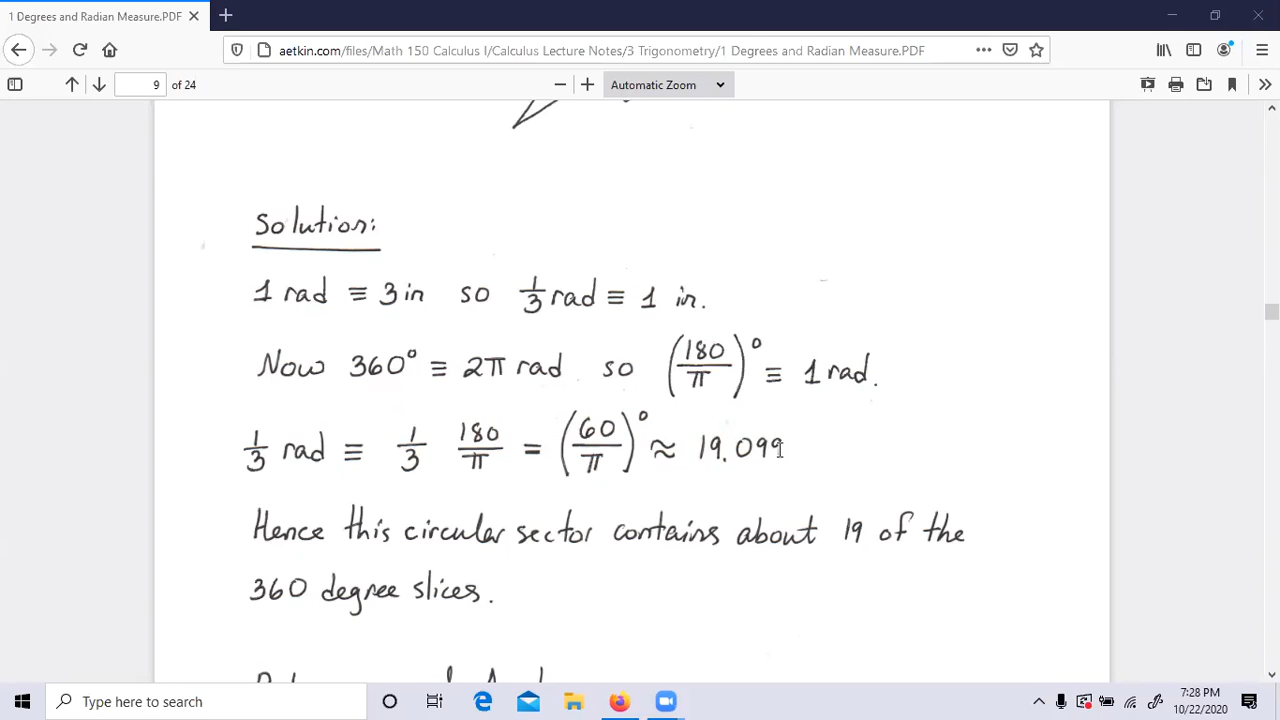 1 Degrees and Radian Measure.PDF
aetkin.com/files/Math 150 Calculus I/Calculus Lecture Notes/3 Trigonometry/1 Degrees and Radian Measure.PDF
9 of 24
Automatic Zoom
Solution:
1 rad ≡ 3 in so 1/3 rad ≡ 1 in.
Now 360° ≡ 2π rad so (180/π)° ≡ 1 rad.
1/3 rad ≡ 1/3 180/π = (60/π)° ≈ 19.099
Hence this circular sector contains about 19 of the
360 degree slices.
Type here to search
7:28 PM
10/22/2020